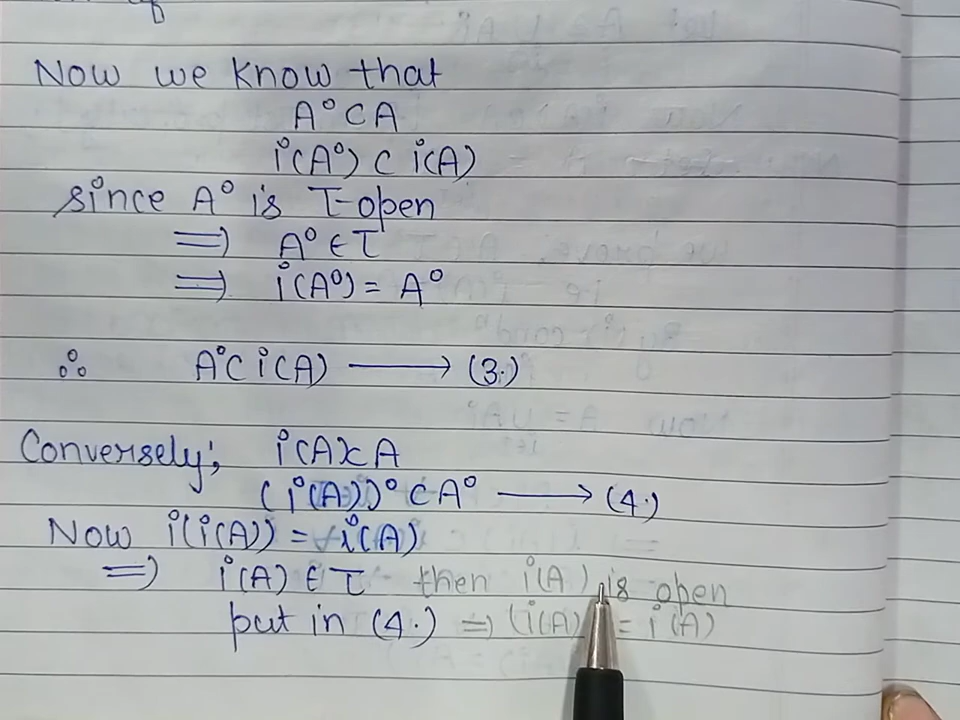 Now we know that
A° ⊂ A
i(A°) ⊂ i(A)
since A° is T-open
⟹ A° ∈ T
⟹ i(A°) = A°
∴ A° ⊂ i(A) ⟶ (3.)
Conversely; i(A) ⊂ A
(i(A))° ⊂ A° ⟶ (4.)
Now i(i(A)) = i(A)
⟹ i(A) ∈ T then i(A) is open
put in (4.) ⟹ (i(A) = i(A)